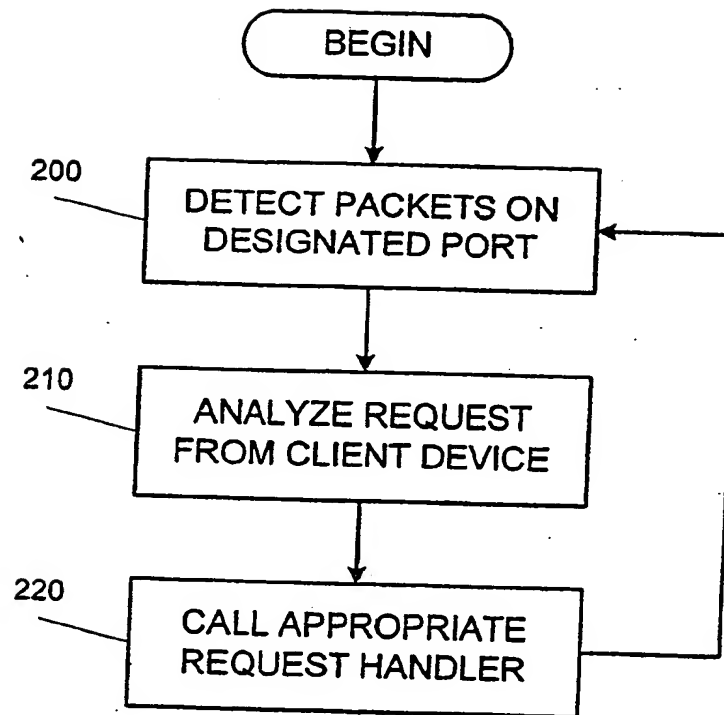 BEGIN
200
DETECT PACKETS ON
DESIGNATED PORT
210
ANALYZE REQUEST
FROM CLIENT DEVICE
220
CALL APPROPRIATE
REQUEST HANDLER